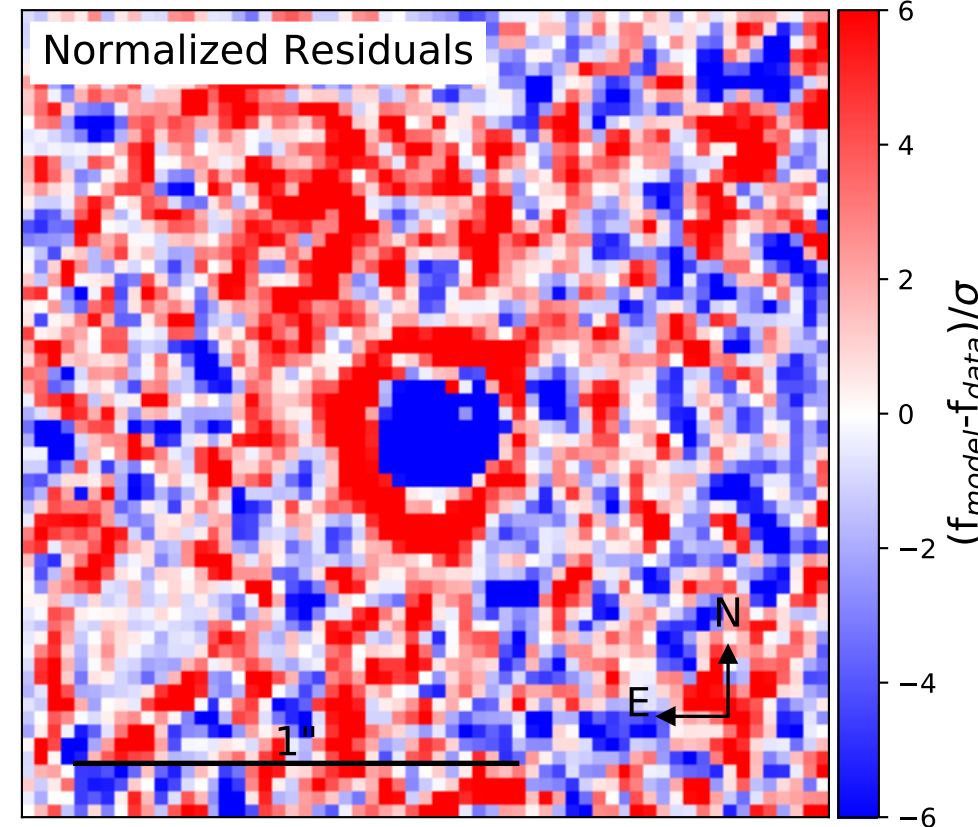 Normalized Residuals
6
4
2
0
−2
−4
−6
(f_model-f_data)/σ
N
E
1"